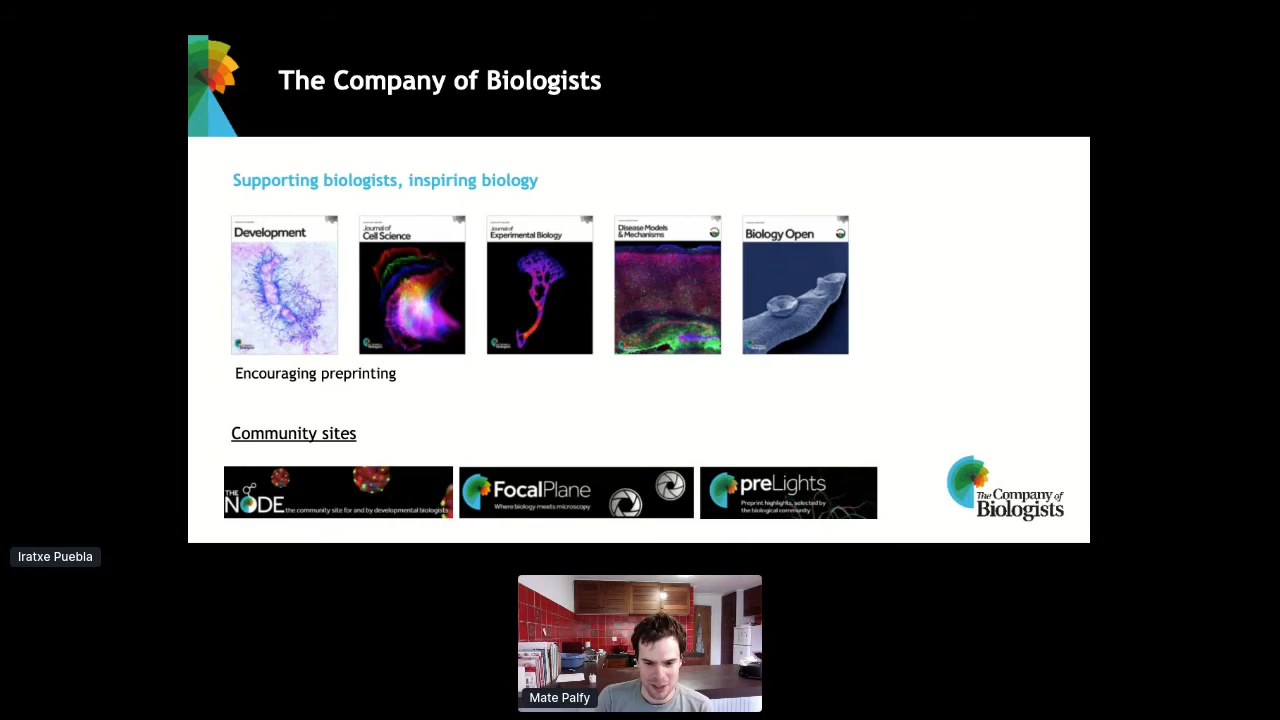 The Company of Biologists
Supporting biologists, inspiring biology
Development
Journal of
Cell Science
Journal of
Experimental Biology
Disease Models
& Mechanisms
Biology Open
Encouraging preprinting
Community sites
THE
NODE
the community site for and by developmental biologists
FocalPlane
Where biology meets microscopy
preLights
Preprint highlights, selected by
the biological community
The Company of
Biologists
Iratxe Puebla
Mate Palfy